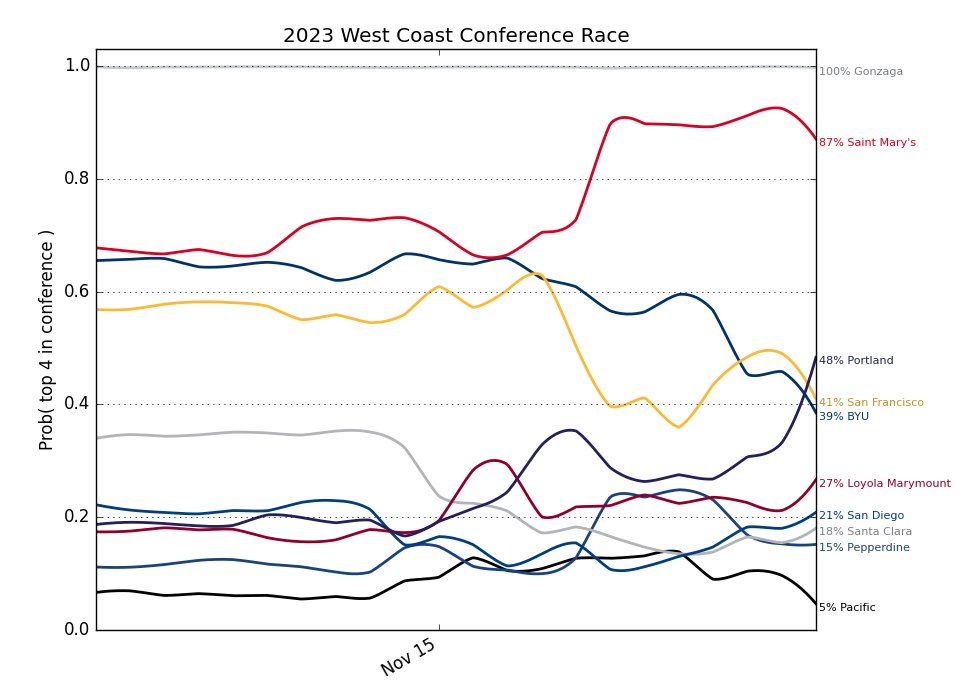 2023 West Coast Conference Race
Prob( top 4 in conference )
1.0
0.8
0.6
0.4
0.2
0.0
Nov 15
100% Gonzaga
87% Saint Mary's
48% Portland
41% San Francisco
39% BYU
27% Loyola Marymount
21% San Diego
18% Santa Clara
15% Pepperdine
5% Pacific